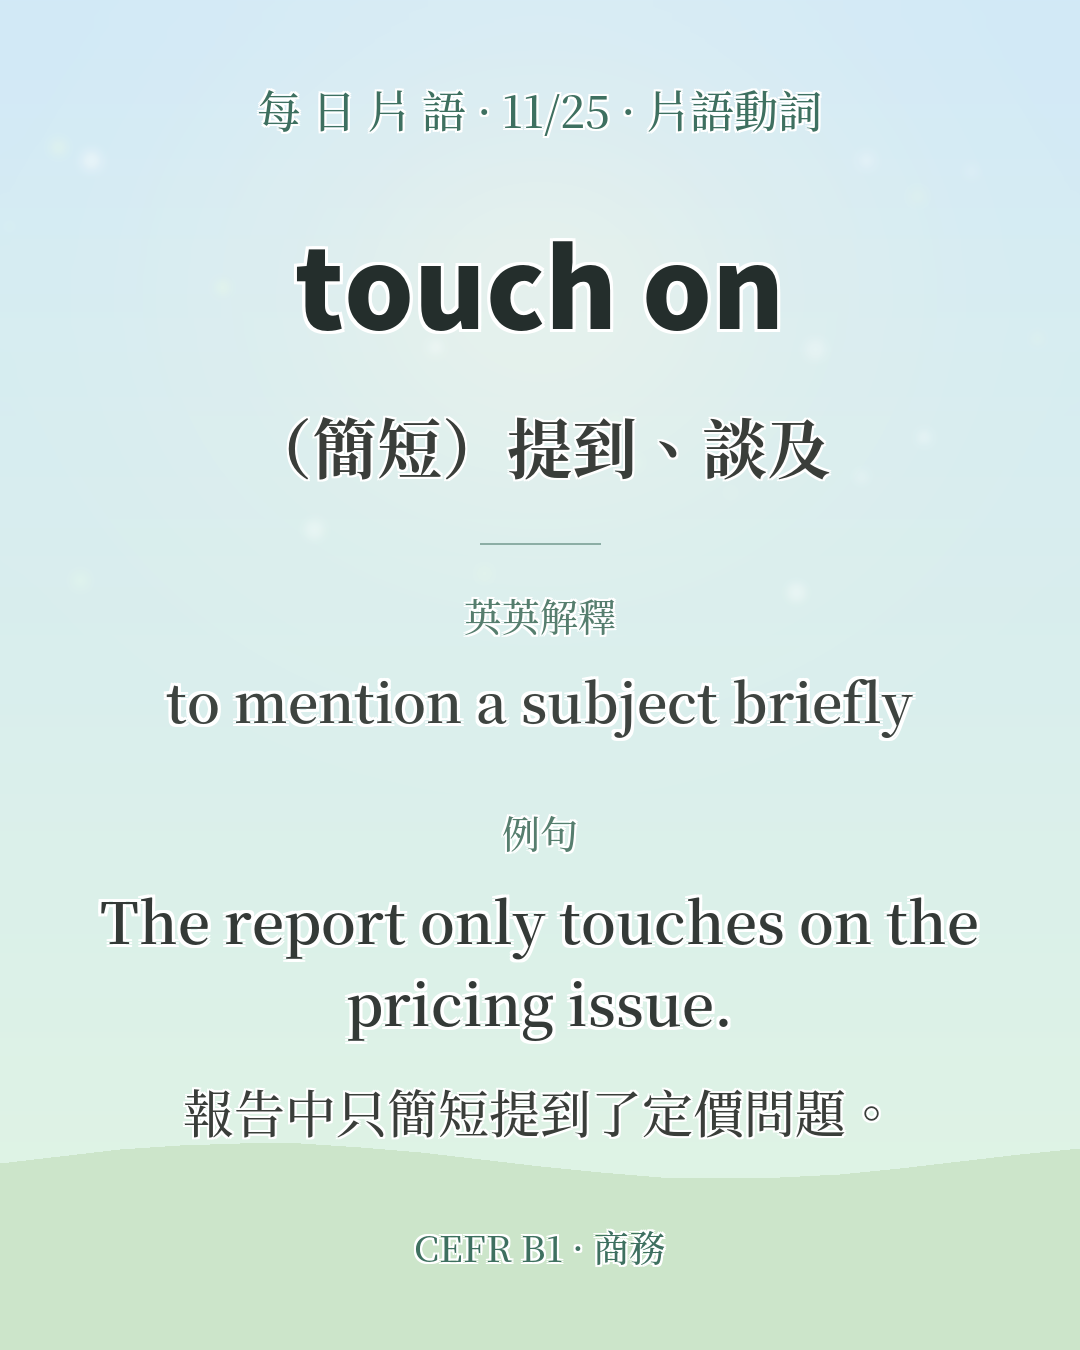 每日片語 · 11/25 · 片語動詞
touch on
（簡短）提到、談及
英英解釋
to mention a subject briefly
例句
The report only touches on the
pricing issue.
報告中只簡短提到了定價問題。
CEFR B1 · 商務